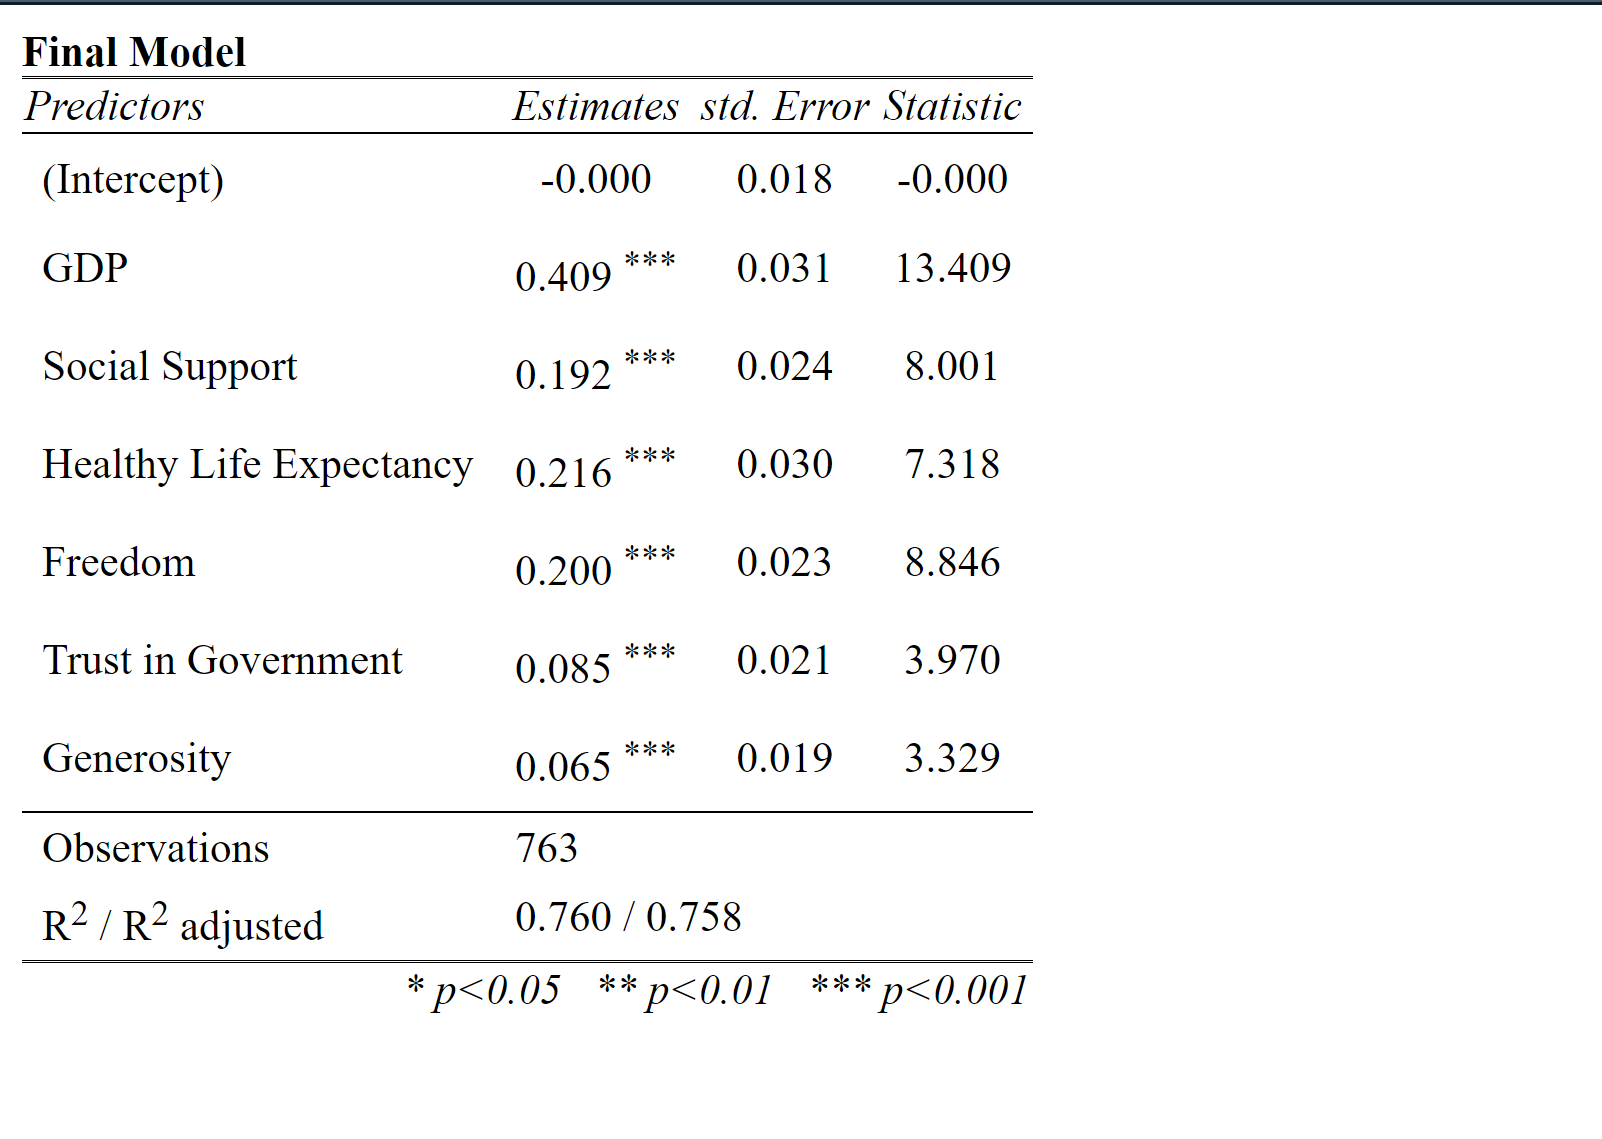 Final Model
Predictors Estimates std. Error Statistic
(Intercept) -0.000 0.018 -0.000
GDP 0.409 *** 0.031 13.409
Social Support 0.192 *** 0.024 8.001
Healthy Life Expectancy 0.216 *** 0.030 7.318
Freedom 0.200 *** 0.023 8.846
Trust in Government 0.085 *** 0.021 3.970
Generosity 0.065 *** 0.019 3.329
Observations 763
R2 / R2 adjusted 0.760 / 0.758
* p<0.05 ** p<0.01 *** p<0.001